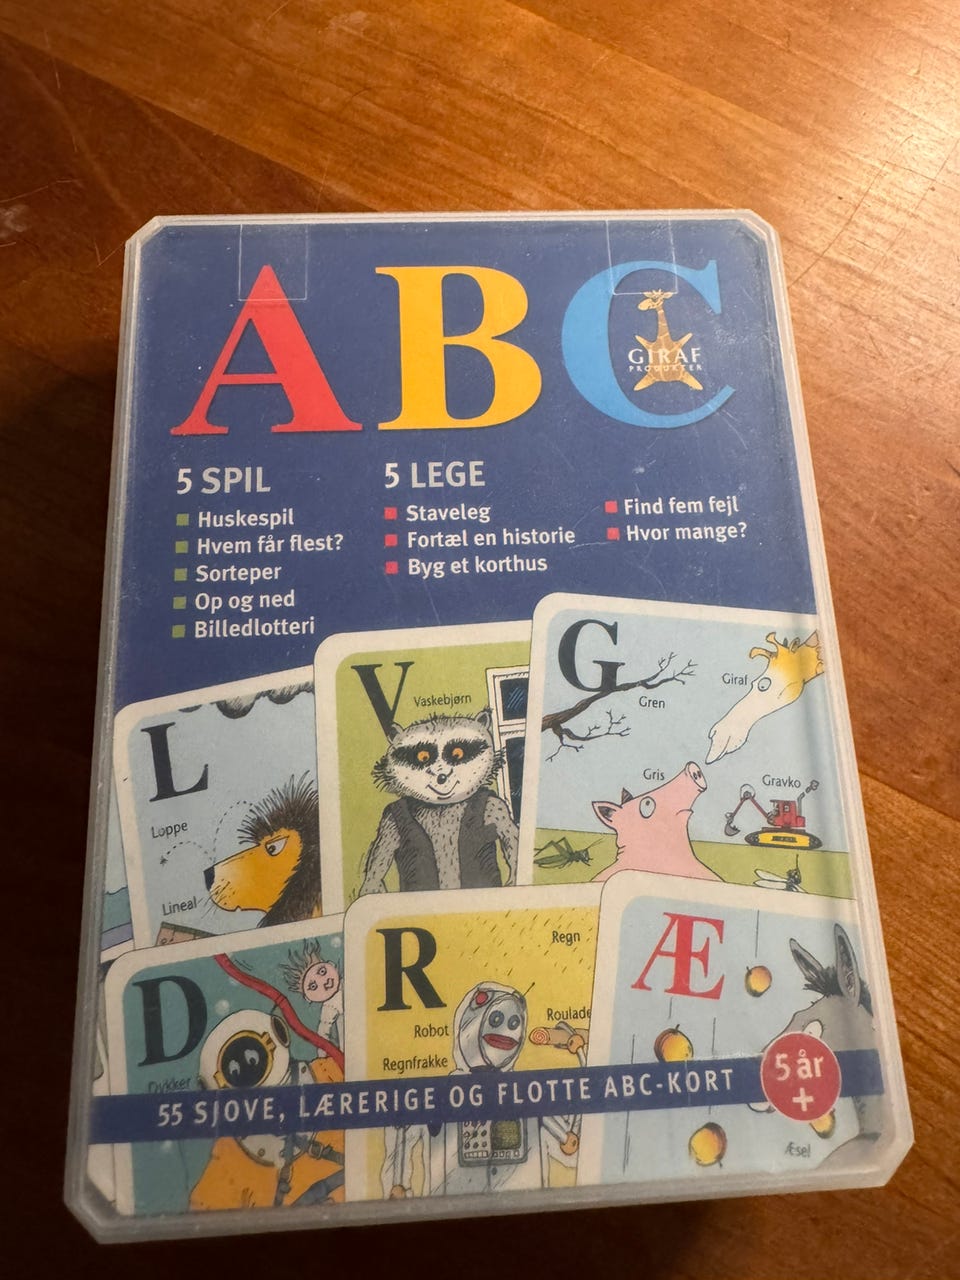 ABC
GIRAF
PRODUKTER
5 SPIL
Huskespil
Hvem får flest?
Sorteper
Op og ned
Billedlotteri
5 LEGE
Staveleg
Fortæl en historie
Byg et korthus
Find fem fejl
Hvor mange?
L
Loppe
Lineal
V
Vaskebjørn
G
Gren
Giraf
Gris
Gravko
D
Dykker
R
Regn
Robot
Roulade
Regnfrakke
Æ
Æsel
55 SJOVE, LÆRERIGE OG FLOTTE ABC-KORT
5 år
+